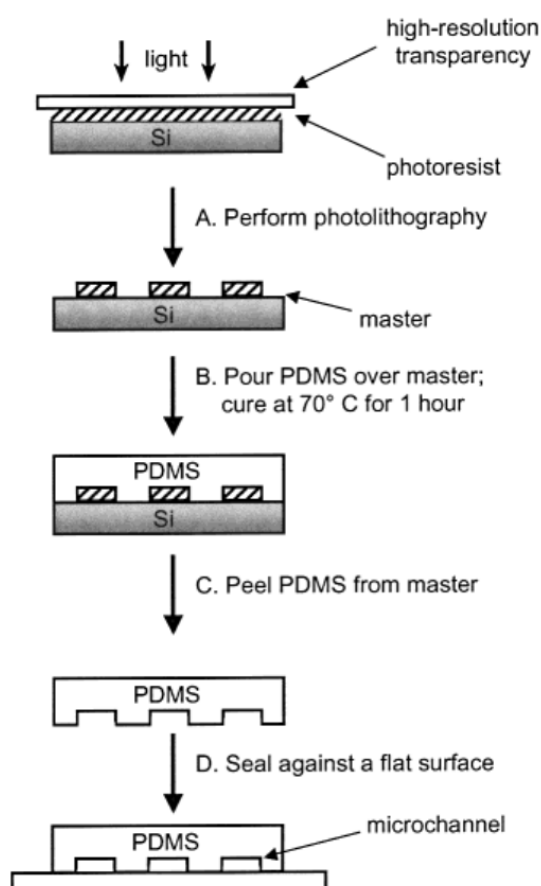 high-resolution
transparency
light
Si
photoresist
A. Perform photolithography
Si
master
B. Pour PDMS over master;
cure at 70° C for 1 hour
PDMS
Si
C. Peel PDMS from master
PDMS
D. Seal against a flat surface
microchannel
PDMS